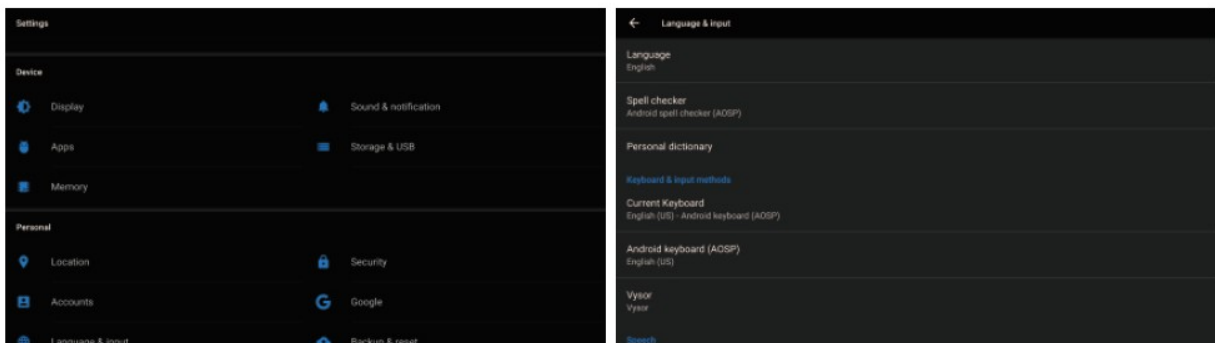 Settings
Device
Display
Sound & notification
Apps
Storage & USB
Memory
Personal
Location
Security
Accounts
Google
Language & input
Backup & reset
Language & input
Language
English
Spell checker
Android spell checker (AOSP)
Personal dictionary
Keyboard & input methods
Current Keyboard
English (US) - Android keyboard (AOSP)
Android keyboard (AOSP)
English (US)
Vysor
Vysor
Speech